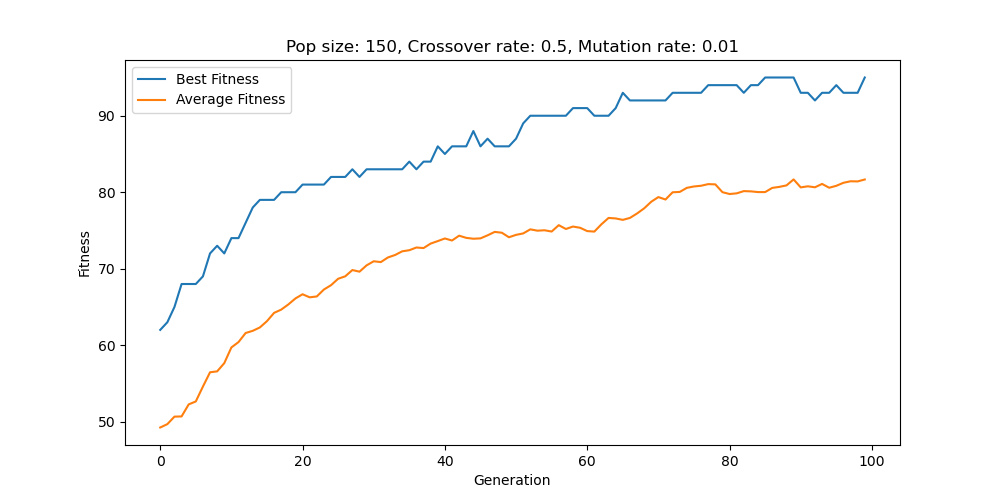 Pop size: 150, Crossover rate: 0.5, Mutation rate: 0.01
Best Fitness
Average Fitness
90
80
70
60
50
Fitness
0 20 40 60 80 100
Generation